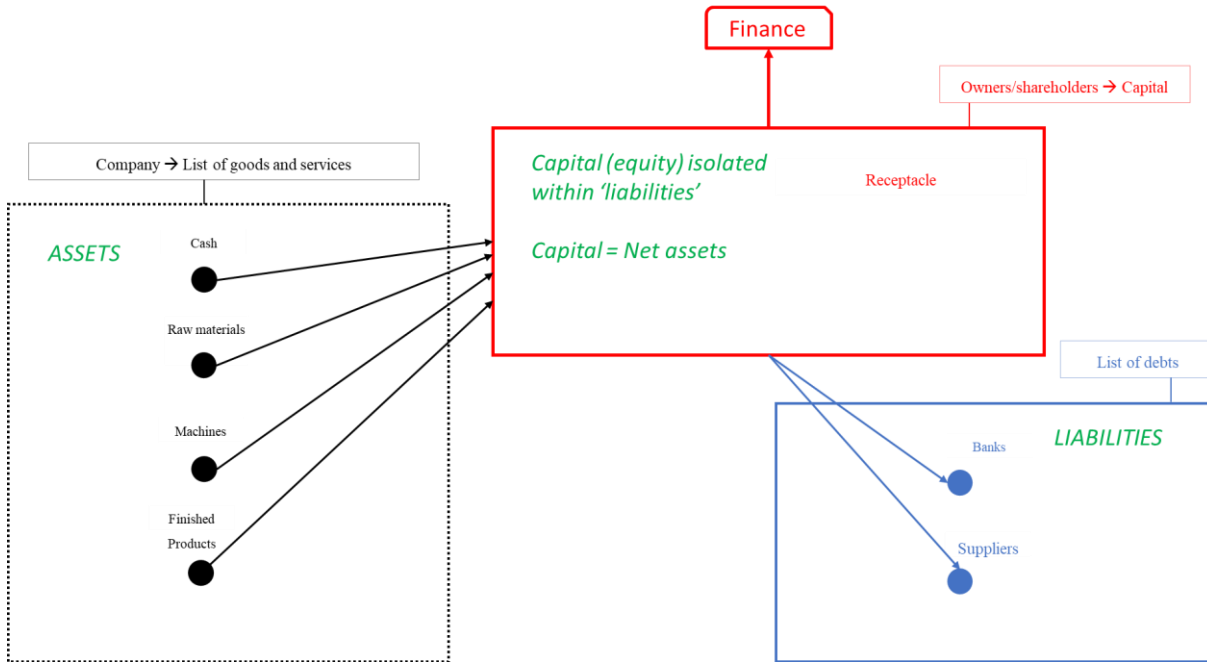 Finance
Owners/shareholders → Capital
Company → List of goods and services
Capital (equity) isolated
within ‘liabilities’
Receptacle
Capital = Net assets
ASSETS
Cash
Raw materials
Machines
Finished
Products
List of debts
LIABILITIES
Banks
Suppliers